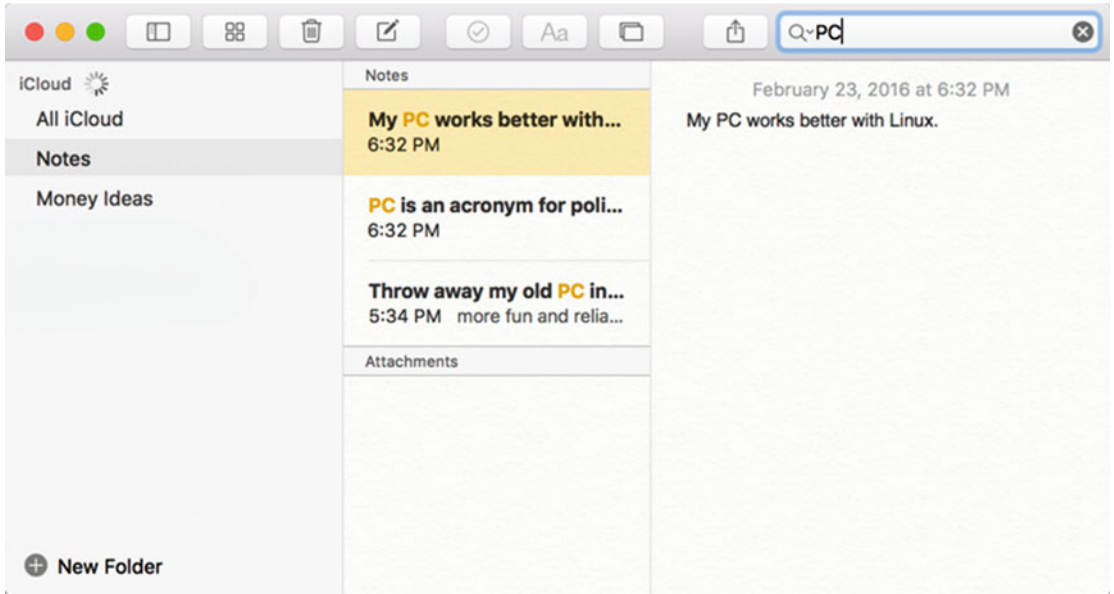 Aa
PC
iCloud
All iCloud
Notes
Money Ideas
New Folder
Notes
My PC works better with...
6:32 PM
PC is an acronym for poli...
6:32 PM
Throw away my old PC in...
5:34 PM more fun and relia...
Attachments
February 23, 2016 at 6:32 PM
My PC works better with Linux.